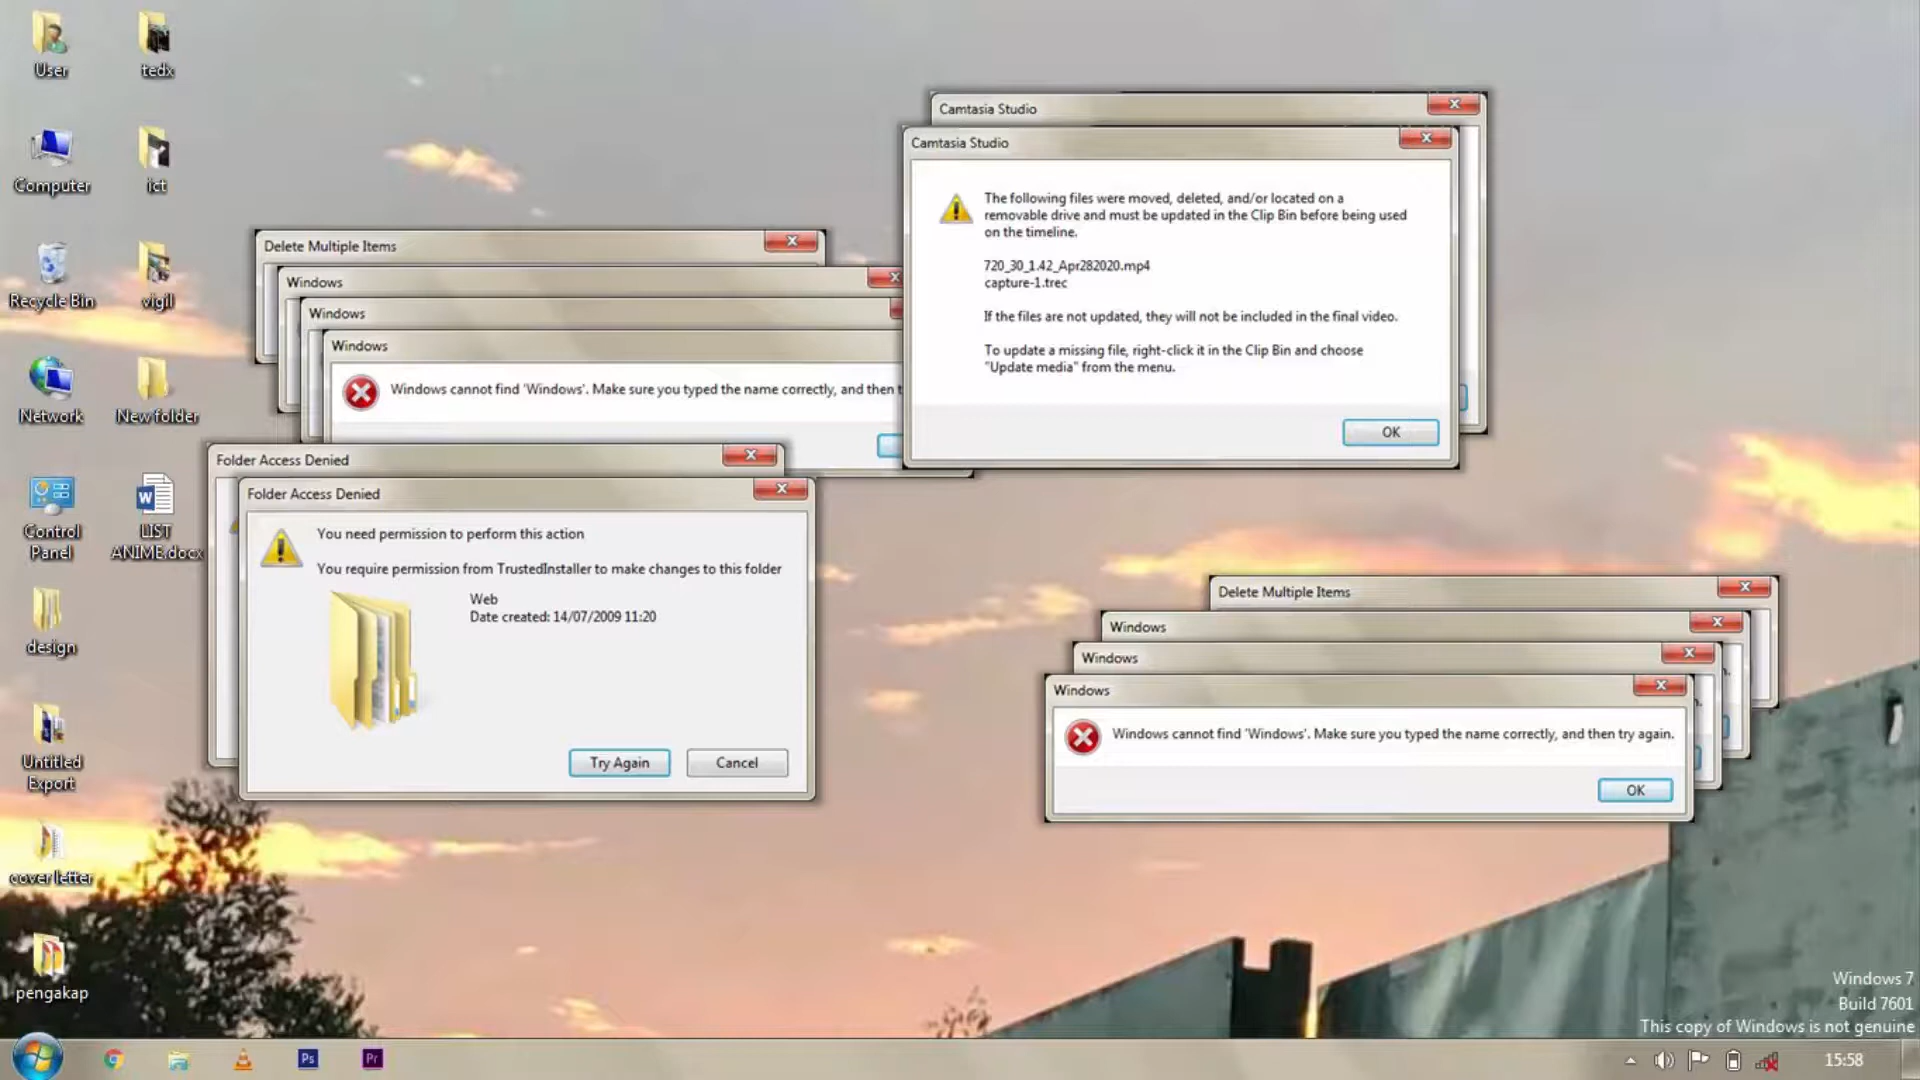 User
tedx
Computer
ict
Recycle Bin
vigil
Network
New folder
Control
Panel
LIST
ANIME.docx
design
Untitled
Export
cover letter
pengakap
Delete Multiple Items
Windows
Windows
Windows
Windows cannot find 'Windows'. Make sure you typed the name correctly, and then t
Folder Access Denied
Folder Access Denied
You need permission to perform this action
You require permission from TrustedInstaller to make changes to this folder
Web
Date created: 14/07/2009 11:20
Try Again
Cancel
Camtasia Studio
Camtasia Studio
The following files were moved, deleted, and/or located on a
removable drive and must be updated in the Clip Bin before being used
on the timeline.
720_30_1.42_Apr282020.mp4
capture-1.trec
If the files are not updated, they will not be included in the final video.
To update a missing file, right-click it in the Clip Bin and choose
"Update media" from the menu.
OK
Delete Multiple Items
Windows
Windows
Windows
Windows cannot find 'Windows'. Make sure you typed the name correctly, and then try again.
OK
Windows 7
Build 7601
This copy of Windows is not genuine
Ps
Pr
15:58